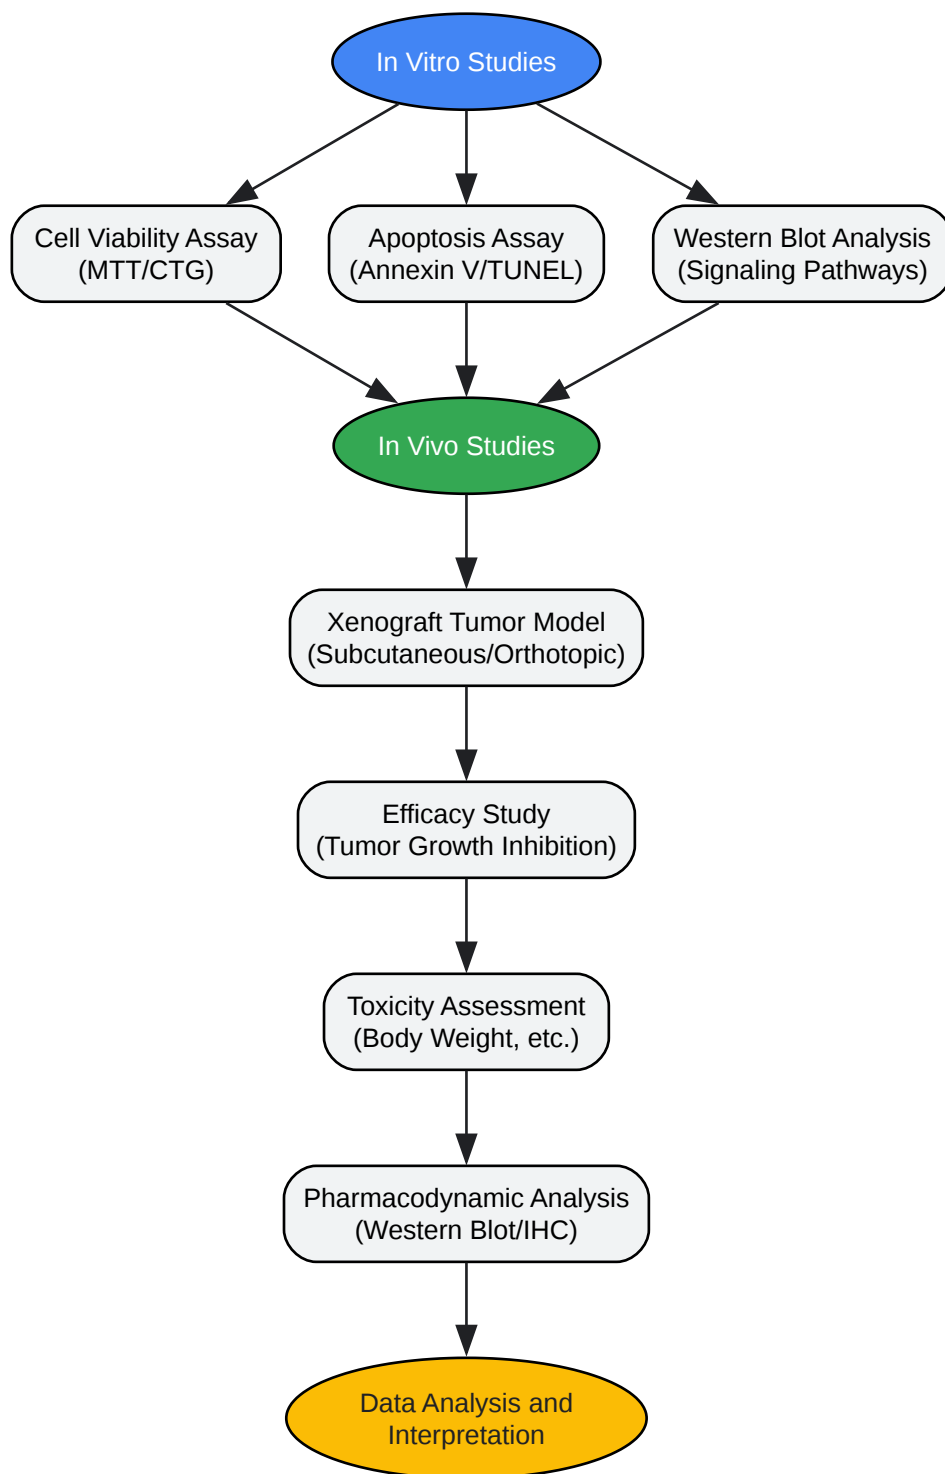 In Vitro Studies
Cell Viability Assay
(MTT/CTG)
Apoptosis Assay
(Annexin V/TUNEL)
Western Blot Analysis
(Signaling Pathways)
In Vivo Studies
Xenograft Tumor Model
(Subcutaneous/Orthotopic)
Efficacy Study
(Tumor Growth Inhibition)
Toxicity Assessment
(Body Weight, etc.)
Pharmacodynamic Analysis
(Western Blot/IHC)
Data Analysis and
Interpretation